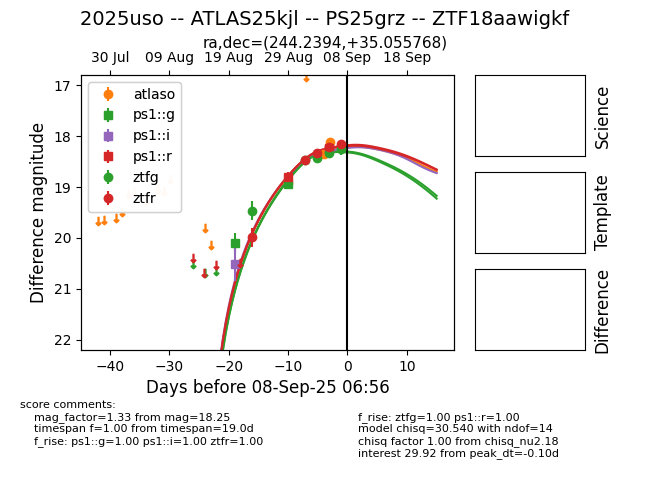 2025uso -- ATLAS25kjl -- PS25grz -- ZTF18aawigkf
ra,dec=(244.2394,+35.055768)
30 Jul 09 Aug 19 Aug 29 Aug 08 Sep 18 Sep
17
18
19
20
21
22
Difference magnitude
atlaso
ps1::g
ps1::i
ps1::r
ztfg
ztfr
−40 −30 −20 −10 0 10
Days before 08-Sep-25 06:56
Science
Template
Difference
score comments:
mag_factor=1.33 from mag=18.25
timespan f=1.00 from timespan=19.0d
f_rise: ps1::g=1.00 ps1::i=1.00 ztfr=1.00
f_rise: ztfg=1.00 ps1::r=1.00
model chisq=30.540 with ndof=14
chisq factor 1.00 from chisq_nu2.18
interest 29.92 from peak_dt=-0.10d